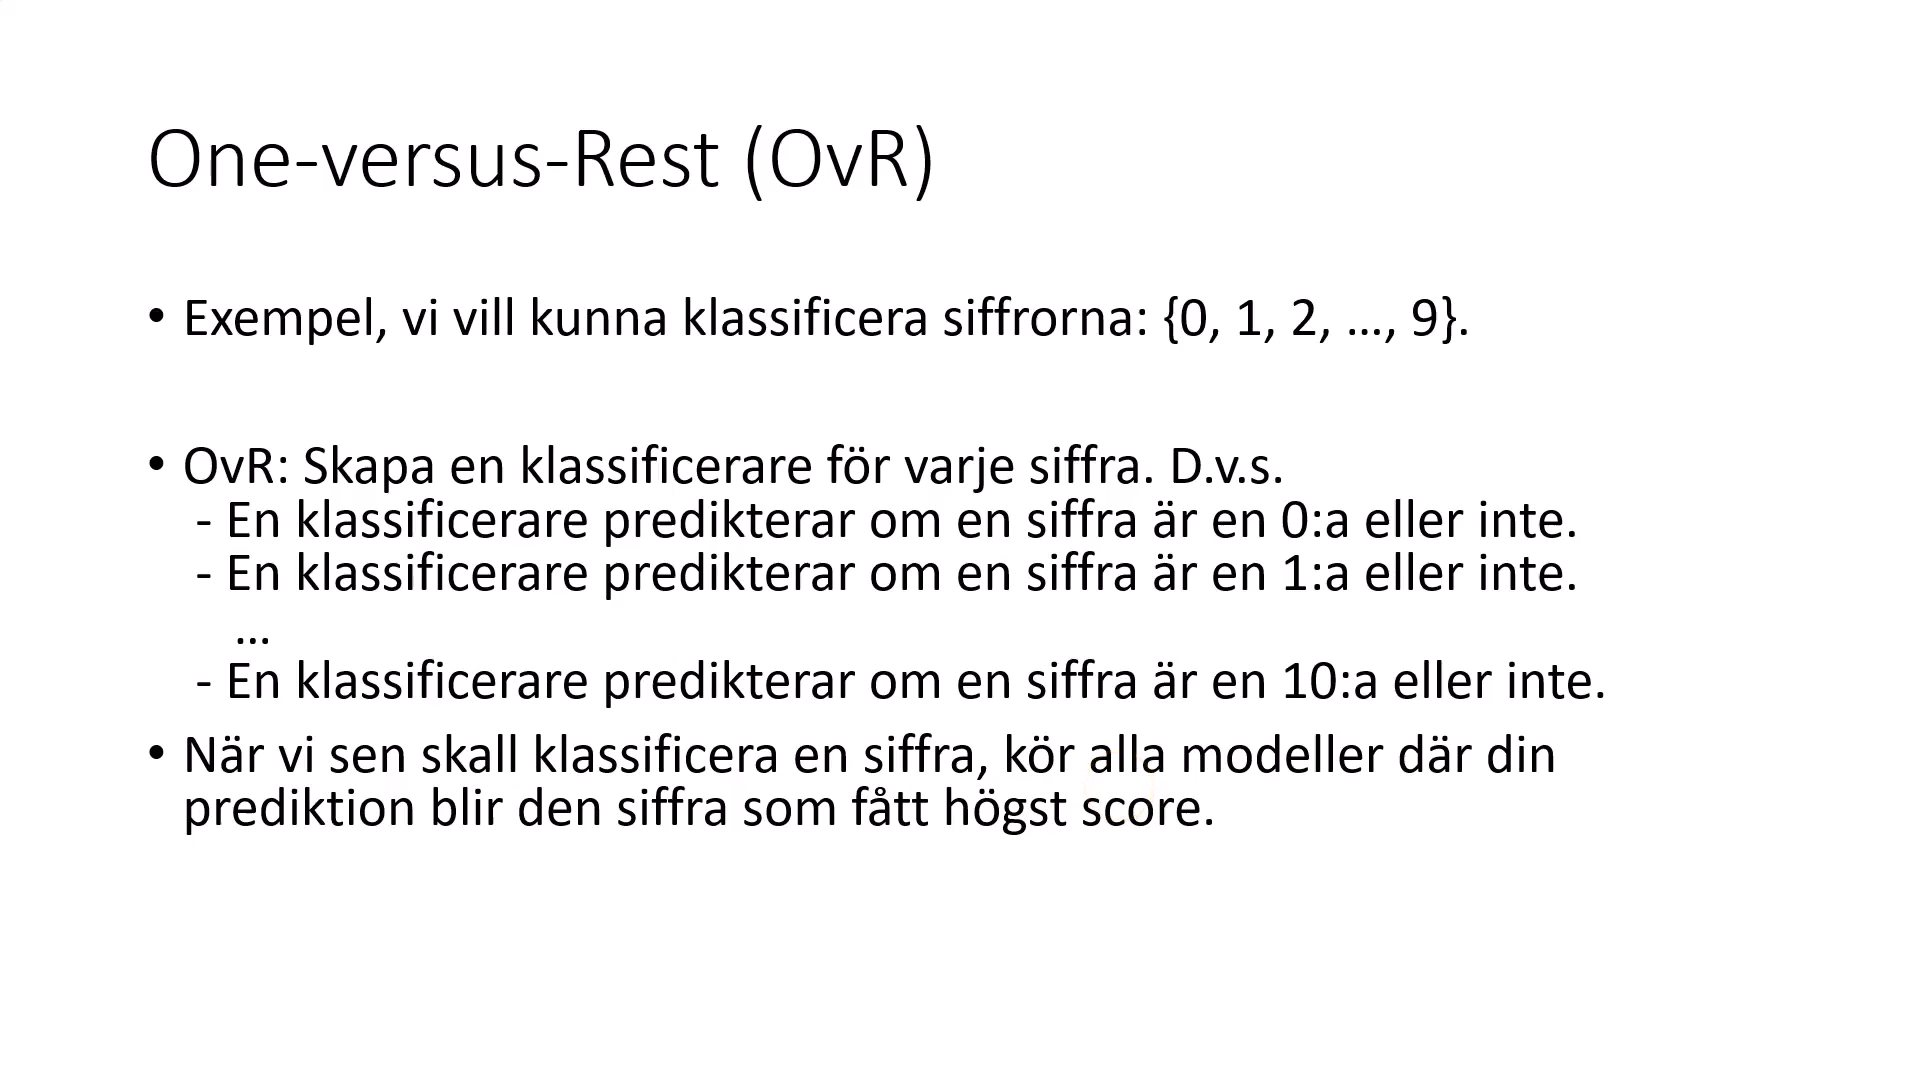 One-versus-Rest (OvR)
• Exempel, vi vill kunna klassificera siffrorna: {0, 1, 2, …, 9}.
• OvR: Skapa en klassificerare för varje siffra. D.v.s.
- En klassificerare predikterar om en siffra är en 0:a eller inte.
- En klassificerare predikterar om en siffra är en 1:a eller inte.
…
- En klassificerare predikterar om en siffra är en 10:a eller inte.
• När vi sen skall klassificera en siffra, kör alla modeller där din
prediktion blir den siffra som fått högst score.